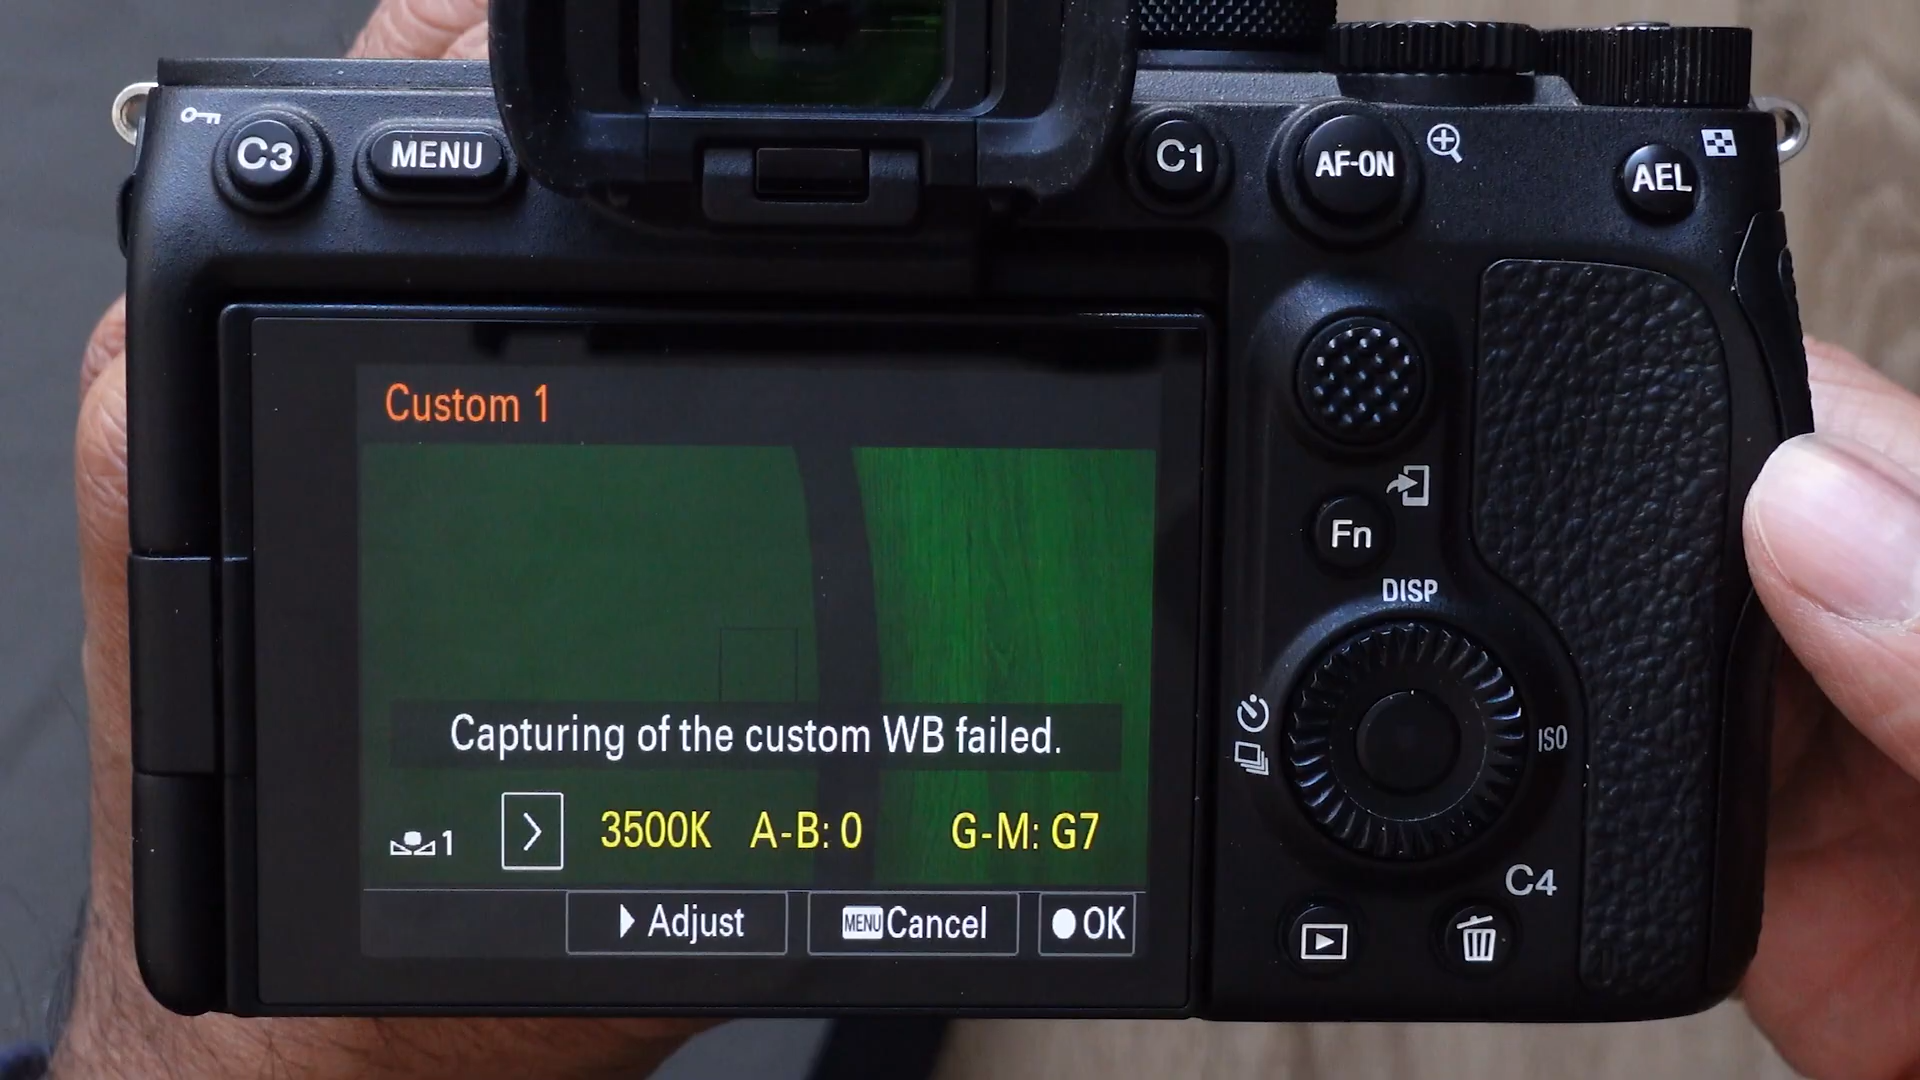 C3
MENU
C1
AF-ON
AEL
Custom 1
Fn
DISP
Capturing of the custom WB failed.
ISO
1 3500K A-B: 0 G-M: G7
C4
Adjust
MENU Cancel
OK